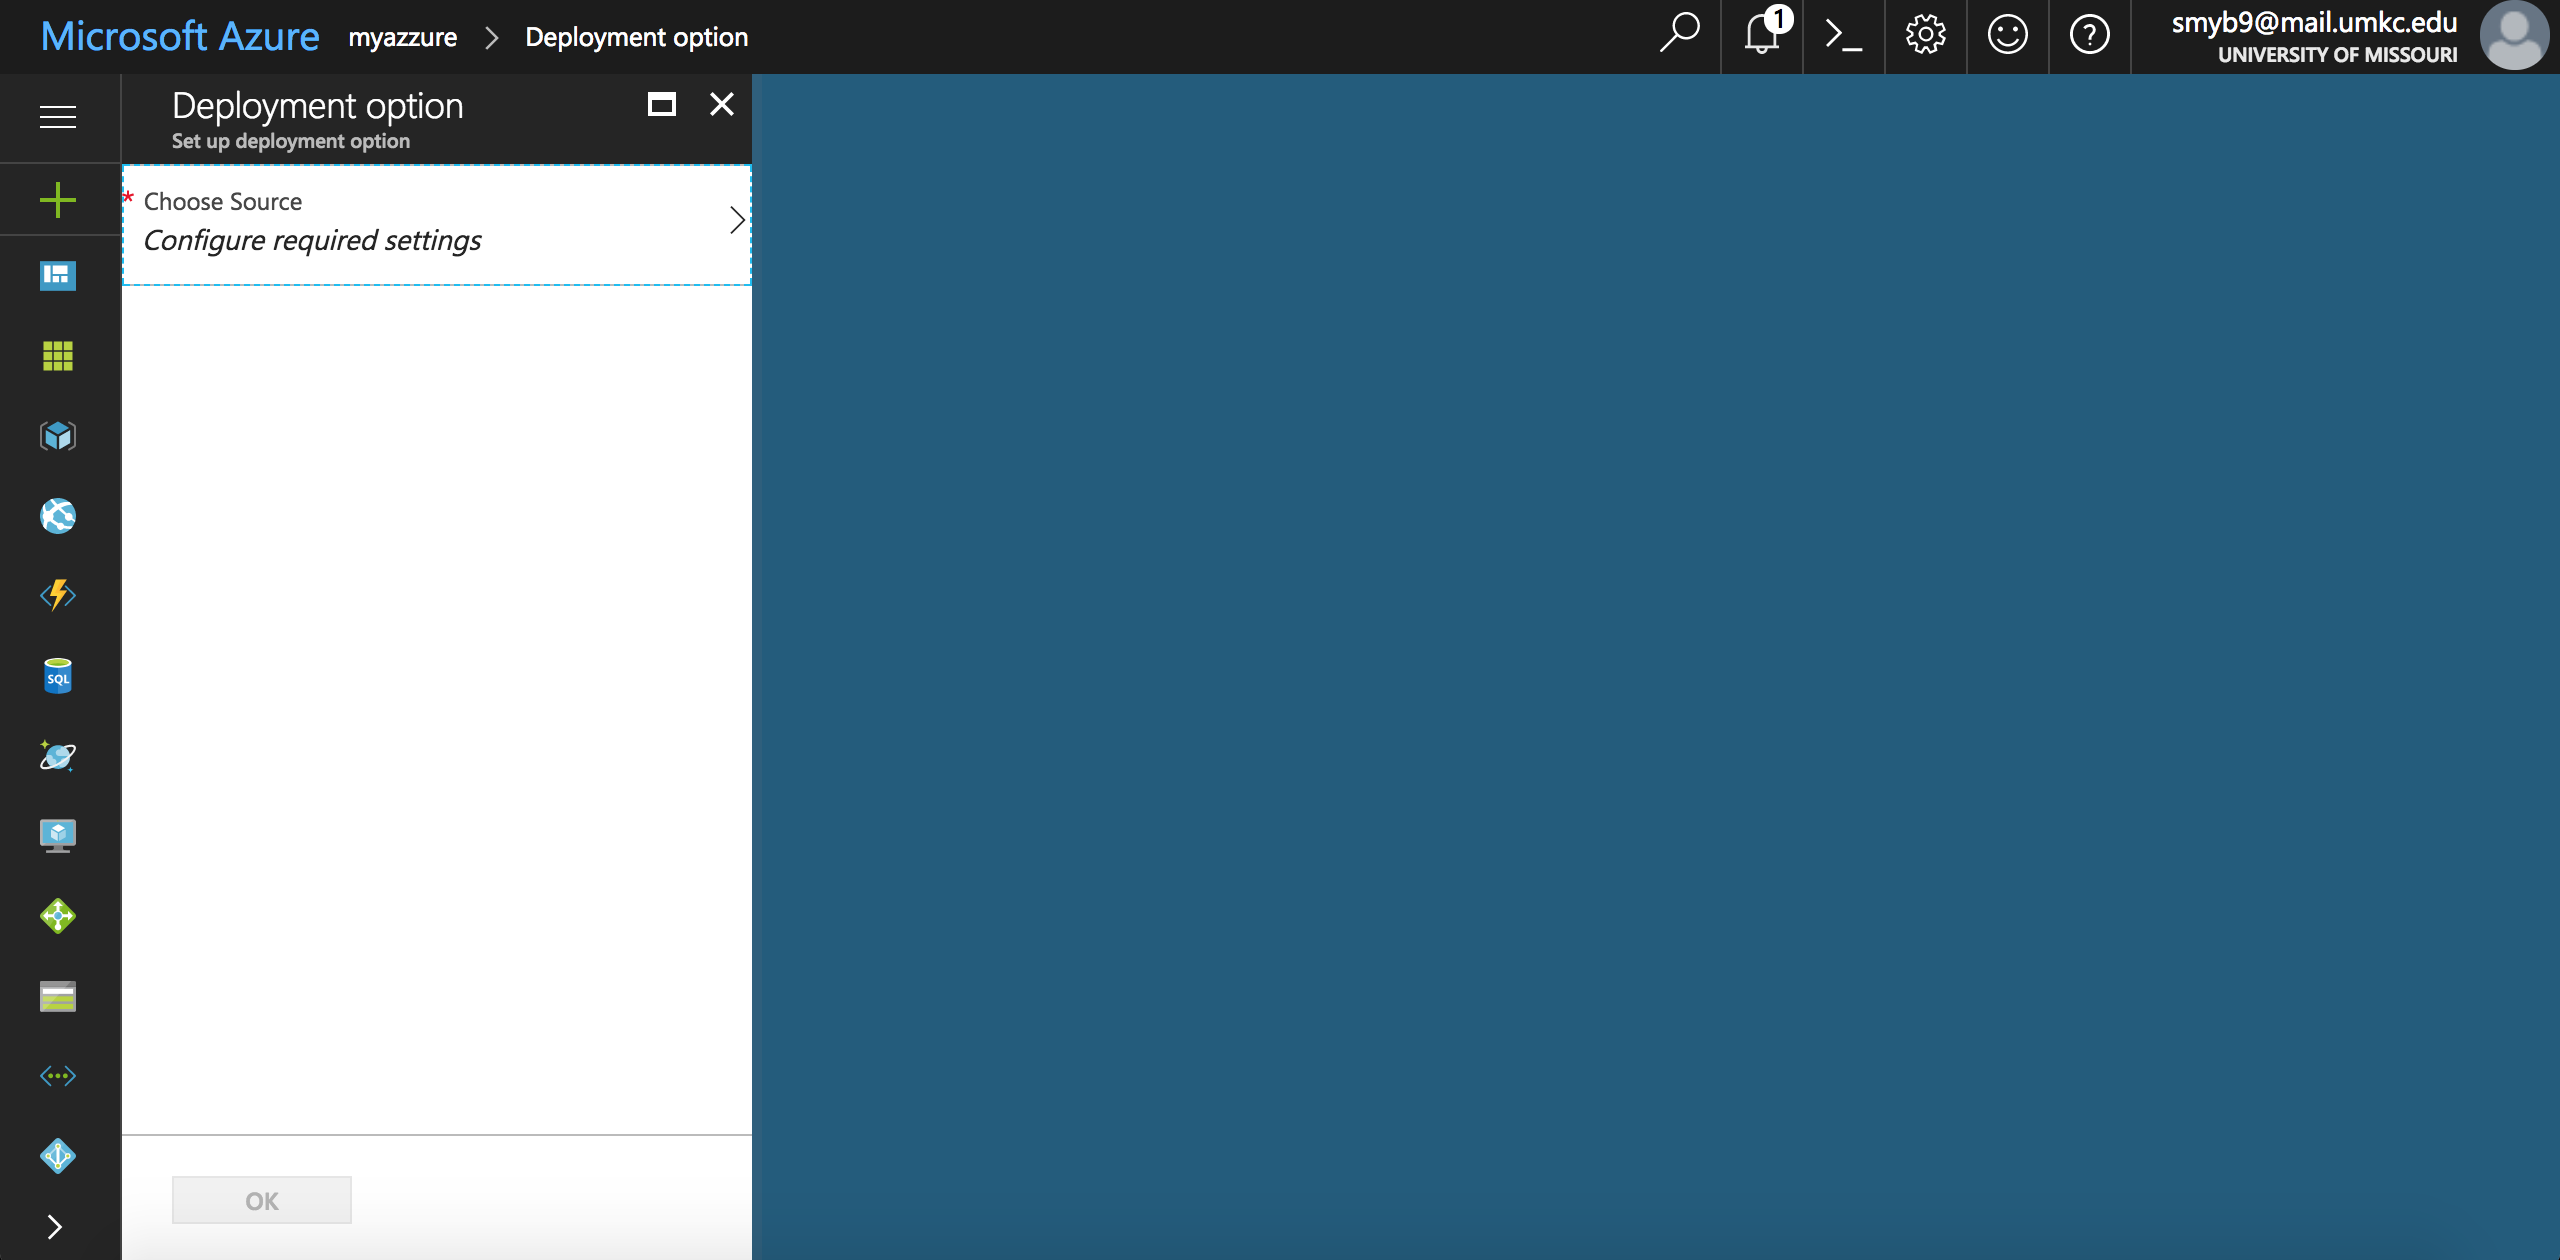 Microsoft Azure myazzure > Deployment option
1
smyb9@mail.umkc.edu
UNIVERSITY OF MISSOURI
Deployment option
Set up deployment option
* Choose Source
Configure required settings
SQL
OK